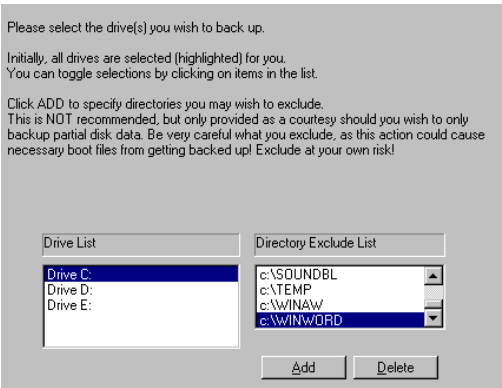 Please select the drive(s) you wish to back up.
Initially, all drives are selected (highlighted) for you.
You can toggle selections by clicking on items in the list.
Click ADD to specify directories you may wish to exclude.
This is NOT recommended, but only provided as a courtesy should you wish to only
backup partial disk data. Be very careful what you exclude, as this action could cause
necessary boot files from getting backed up! Exclude at your own risk!
Drive List
Drive C:
Drive D:
Drive E:
Directory Exclude List
c:\SOUNDBL
c:\TEMP
c:\WINAW
c:\WINWORD
Add
Delete